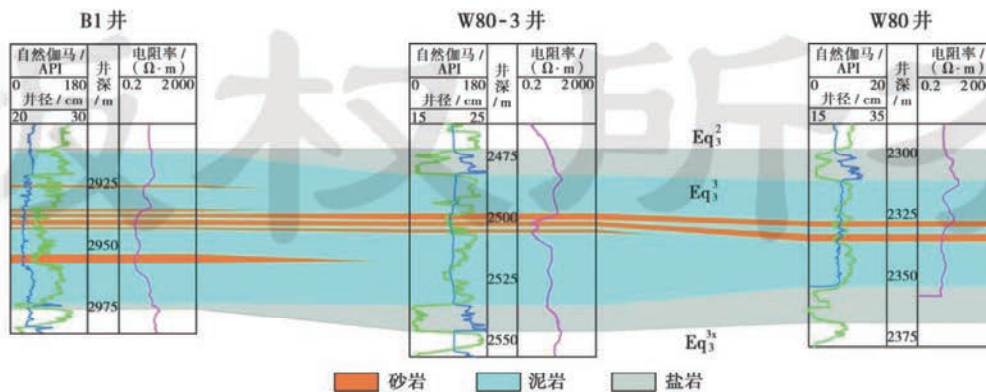 B1井
W80-3井
W80井
自然伽马/
API
0 180
井径/cm
20 30
井深/m
电阻率/
(Ω·m)
0.2 2000
2925
2950
2975
自然伽马/
API
0 180
井径/cm
15 25
井深/m
电阻率/
(Ω·m)
0.2 2000
2475
2500
2525
2550
Eq₃²
Eq₃³
Eq₃³ˣ
自然伽马/
API
0 20
井径/cm
15 35
井深/m
电阻率/
(Ω·m)
0.2 2000
2300
2325
2350
2375
砂岩 泥岩 盐岩
权所